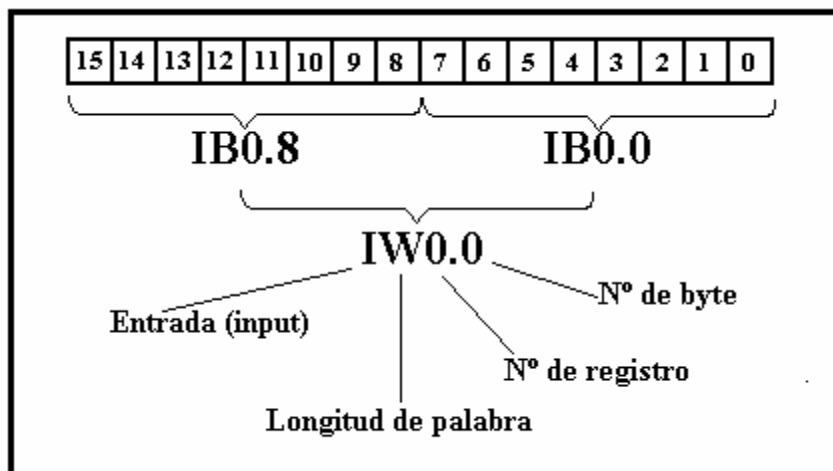 15 14 13 12 11 10 9 8 7 6 5 4 3 2 1 0
IB0.8 IB0.0
IW0.0
Nº de byte
Entrada (input)
Nº de registro
Longitud de palabra